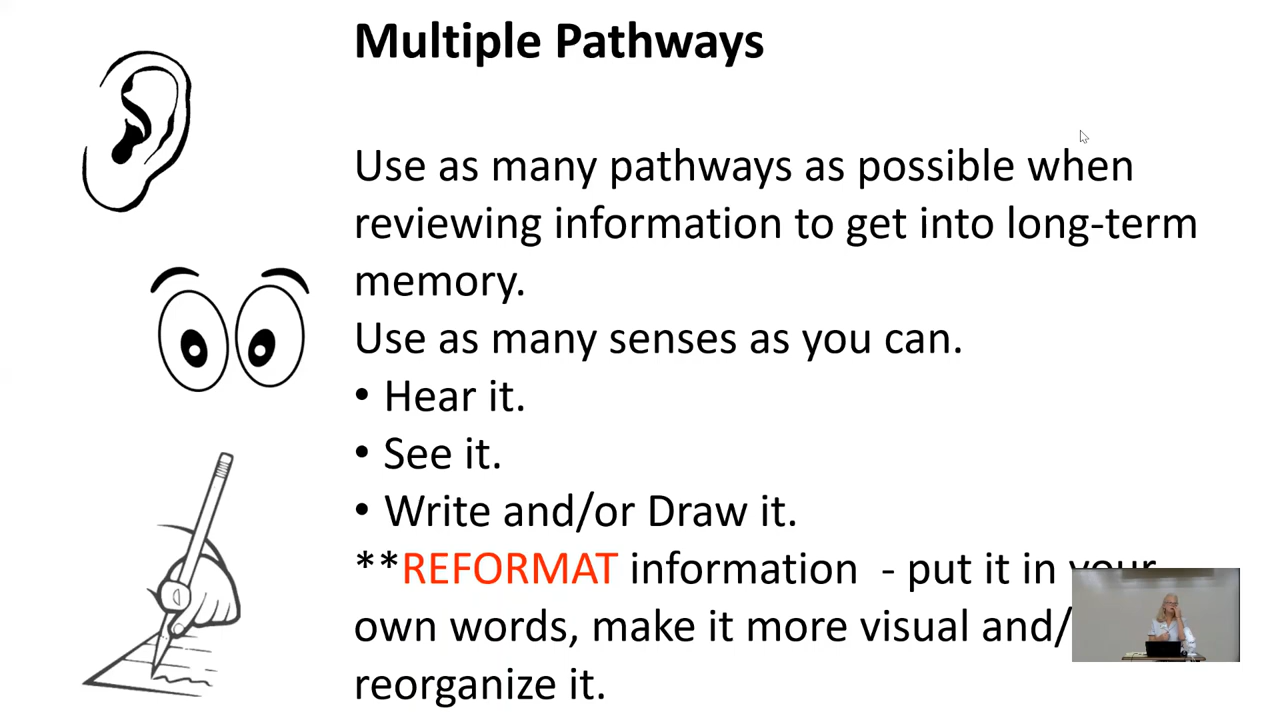 Multiple Pathways
Use as many pathways as possible when
reviewing information to get into long-term
memory.
Use as many senses as you can.
• Hear it.
• See it.
• Write and/or Draw it.
**REFORMAT information - put it in your
own words, make it more visual and/
reorganize it.